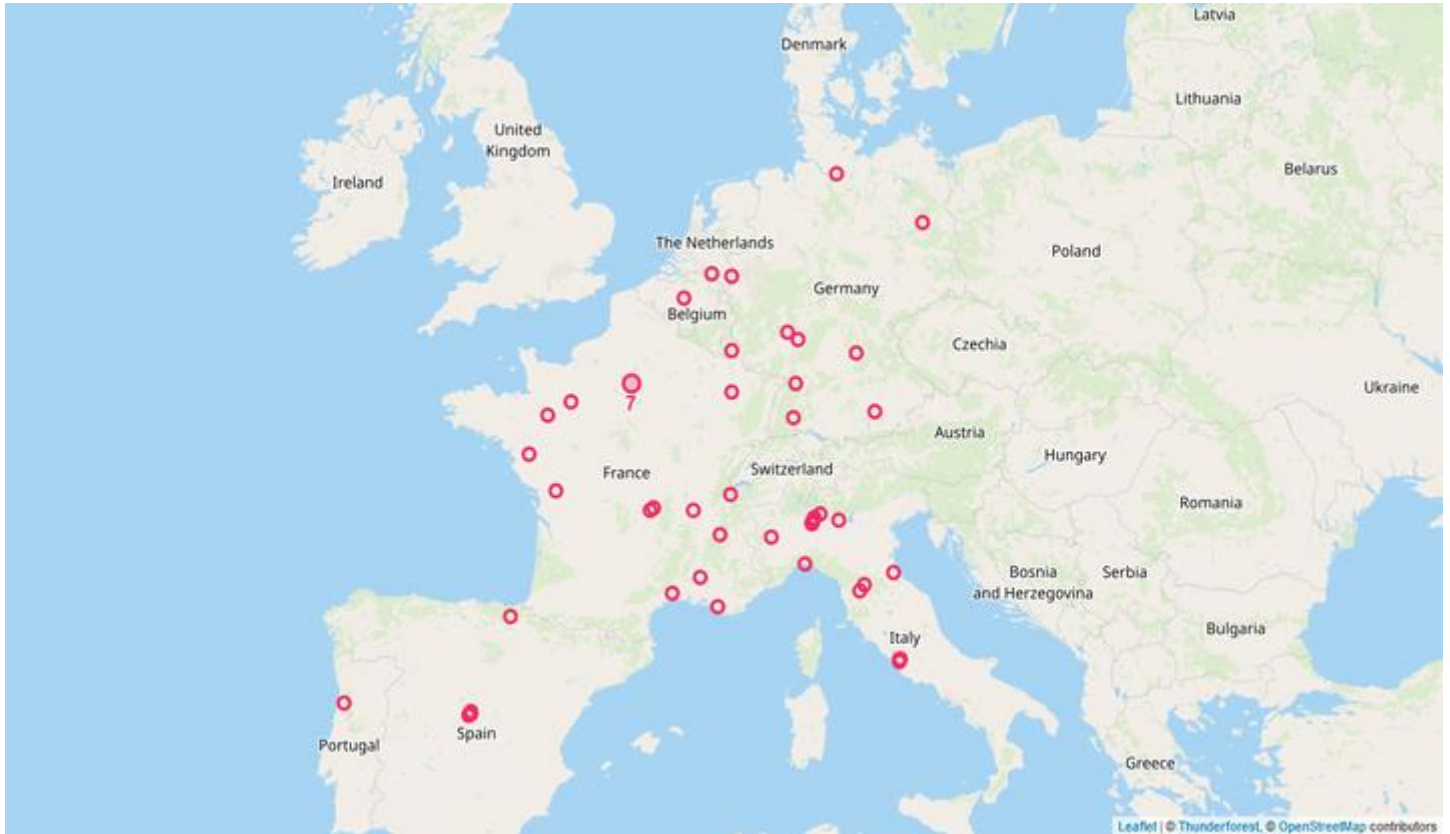 Latvia
Denmark
Lithuania
United
Kingdom
Belarus
Ireland
The Netherlands
Poland
Germany
Belgium
Czechia
Ukraine
7
Austria
France
Switzerland
Hungary
Romania
Bosnia
and Herzegovina
Serbia
Bulgaria
Italy
Spain
Portugal
Greece
Leaflet | © Thunderforest, © OpenStreetMap contributors